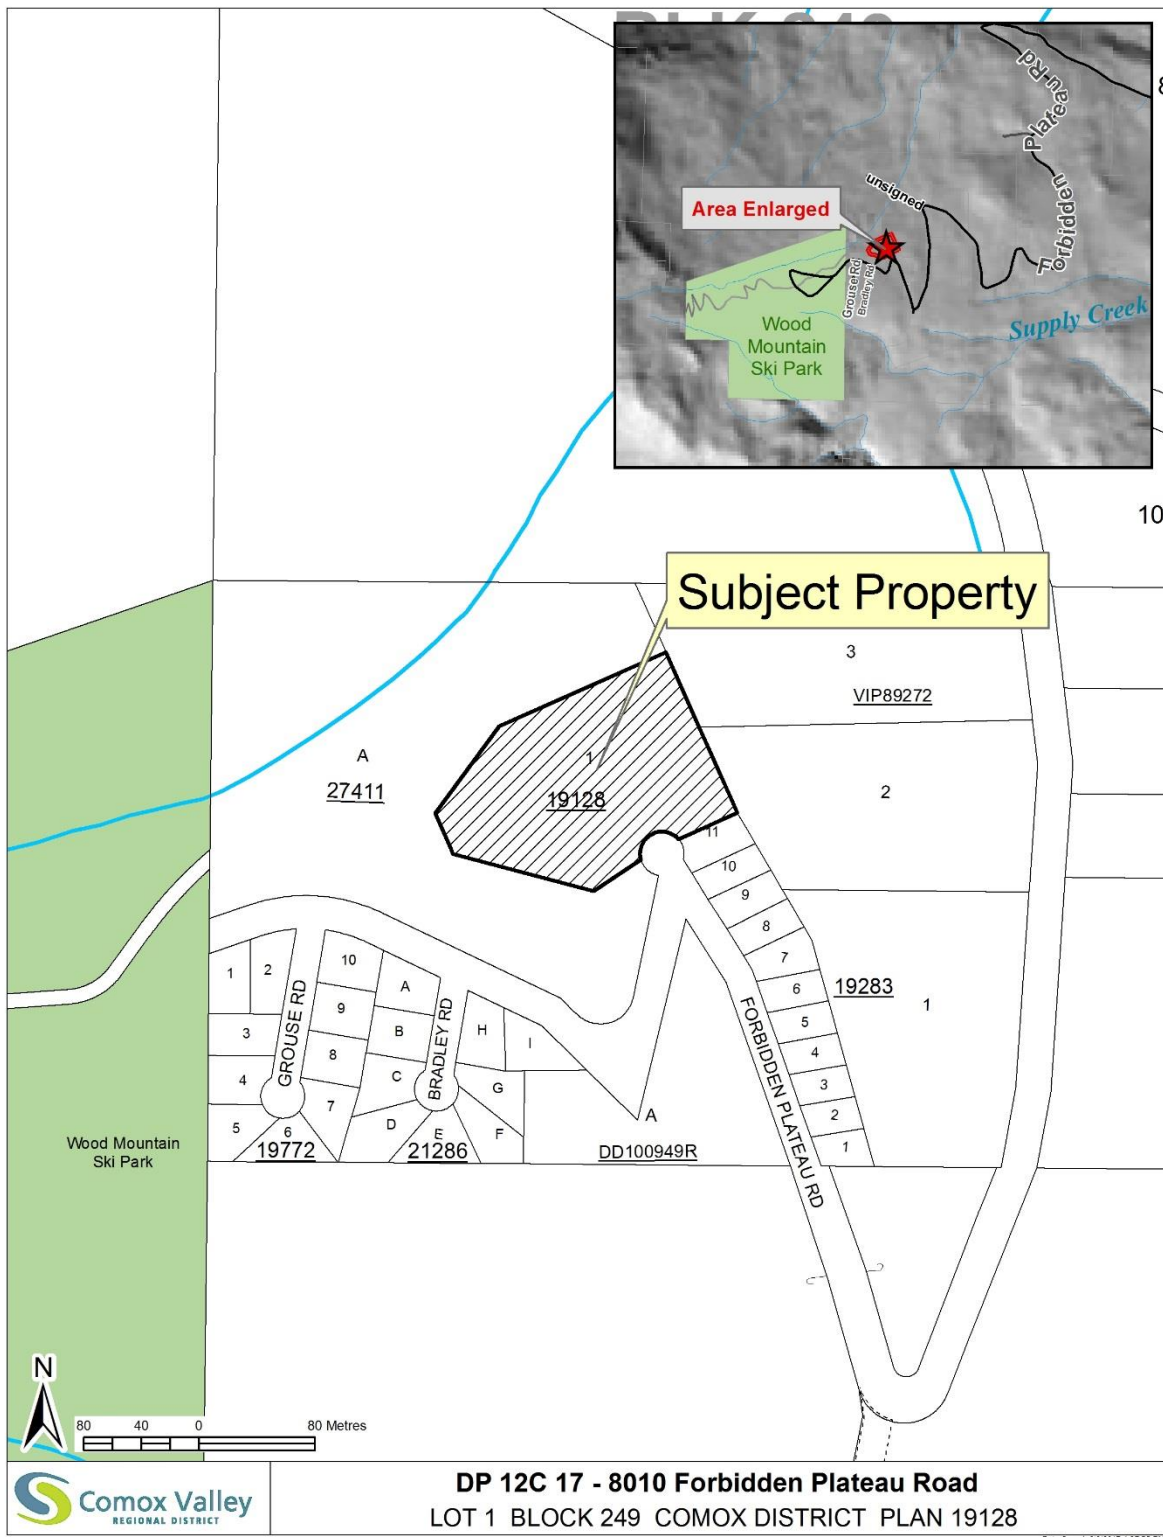 Plateau Rd
Forbidden
unsigned
Area Enlarged
Grouse Rd
Bradley Rd
Supply Creek
Wood
Mountain
Ski Park
10
Subject Property
3
VIP89272
A
27411
1
19128
2
11
10
9
8
7
6
5
4
3
2
1
19283
1
FORBIDDEN PLATEAU RD
1
2
3
4
5
6
7
8
9
10
GROUSE RD
19772
A
B
C
D
E
F
G
H
I
BRADLEY RD
21286
A
DD100949R
Wood Mountain
Ski Park
N
80 40 0 80 Metres
Comox Valley
REGIONAL DISTRICT
DP 12C 17 - 8010 Forbidden Plateau Road
LOT 1 BLOCK 249 COMOX DISTRICT PLAN 19128